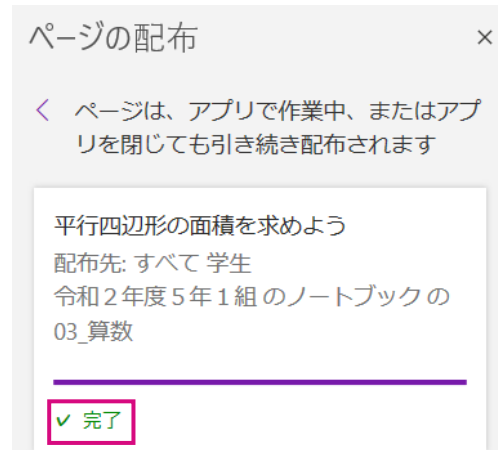 ページの配布
ページは、アプリで作業中、またはアプ
リを閉じても引き続き配布されます
平行四辺形の面積を求めよう
配布先: すべて 学生
令和２年度５年１組 のノートブック の
03_算数
完了